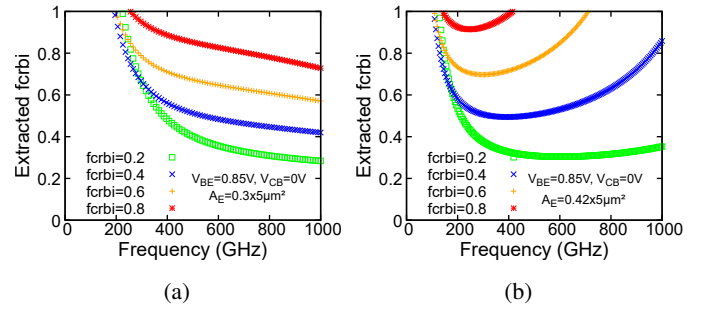 1
0.8
0.6
0.4
0.2
0
Extracted fcrbi
fcrbi=0.2
fcrbi=0.4
fcrbi=0.6
fcrbi=0.8
V_BE=0.85V, V_CB=0V
A_E=0.3x5µm²
0 200 400 600 800 1000
Frequency (GHz)
(a)
1
0.8
0.6
0.4
0.2
0
Extracted fcrbi
fcrbi=0.2
fcrbi=0.4
fcrbi=0.6
fcrbi=0.8
V_BE=0.85V, V_CB=0V
A_E=0.42x5µm²
0 200 400 600 800 1000
Frequency (GHz)
(b)